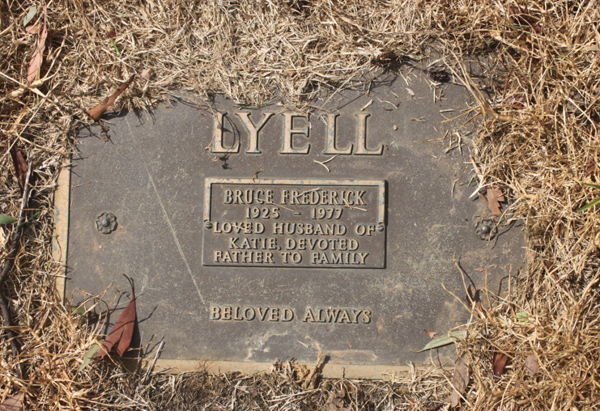 LYELL
BRUCE FREDERICK
1925 - 1977
LOVED HUSBAND OF
KATIE, DEVOTED
FATHER TO FAMILY
BELOVED ALWAYS